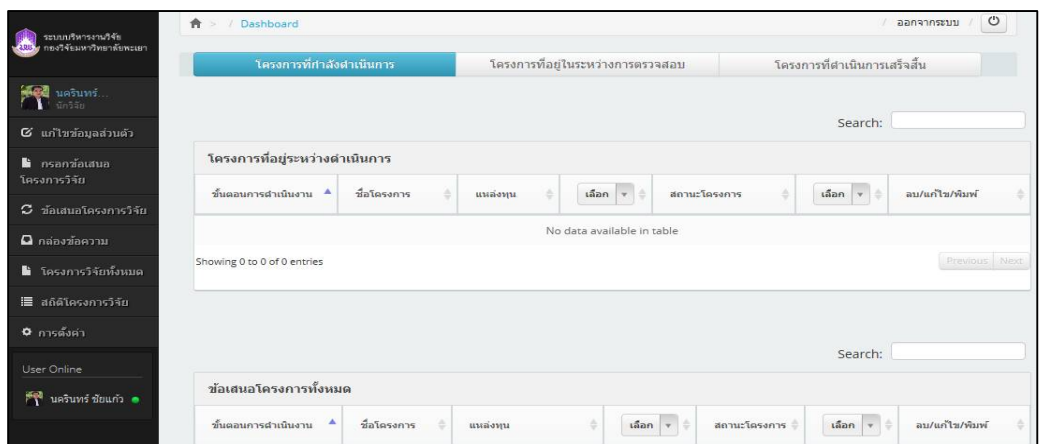 ระบบบริหารงานวิจัย
กองวิจัยมหาวิทยาลัยพะเยา
> / Dashboard
/ ออกจากระบบ /
โครงการที่กำลังดำเนินการ โครงการที่อยู่ในระหว่างการตรวจสอบ โครงการที่ดำเนินการเสร็จสิ้น
นครินทร์...
นักวิจัย
แก้ไขข้อมูลส่วนตัว
กรอกข้อเสนอ
โครงการวิจัย
ข้อเสนอโครงการวิจัย
กล่องข้อความ
โครงการวิจัยทั้งหมด
สถิติโครงการวิจัย
การตั้งค่า
User Online
นครินทร์ ชัยแก้ว
Search:
โครงการที่อยู่ระหว่างดำเนินการ
ขั้นตอนการดำเนินงาน ชื่อโครงการ แหล่งทุน เลือก สถานะโครงการ เลือก ลบ/แก้ไข/พิมพ์
No data available in table
Showing 0 to 0 of 0 entries
Previous Next
Search:
ข้อเสนอโครงการทั้งหมด
ขั้นตอนการดำเนินงาน ชื่อโครงการ แหล่งทุน เลือก สถานะโครงการ เลือก ลบ/แก้ไข/พิมพ์